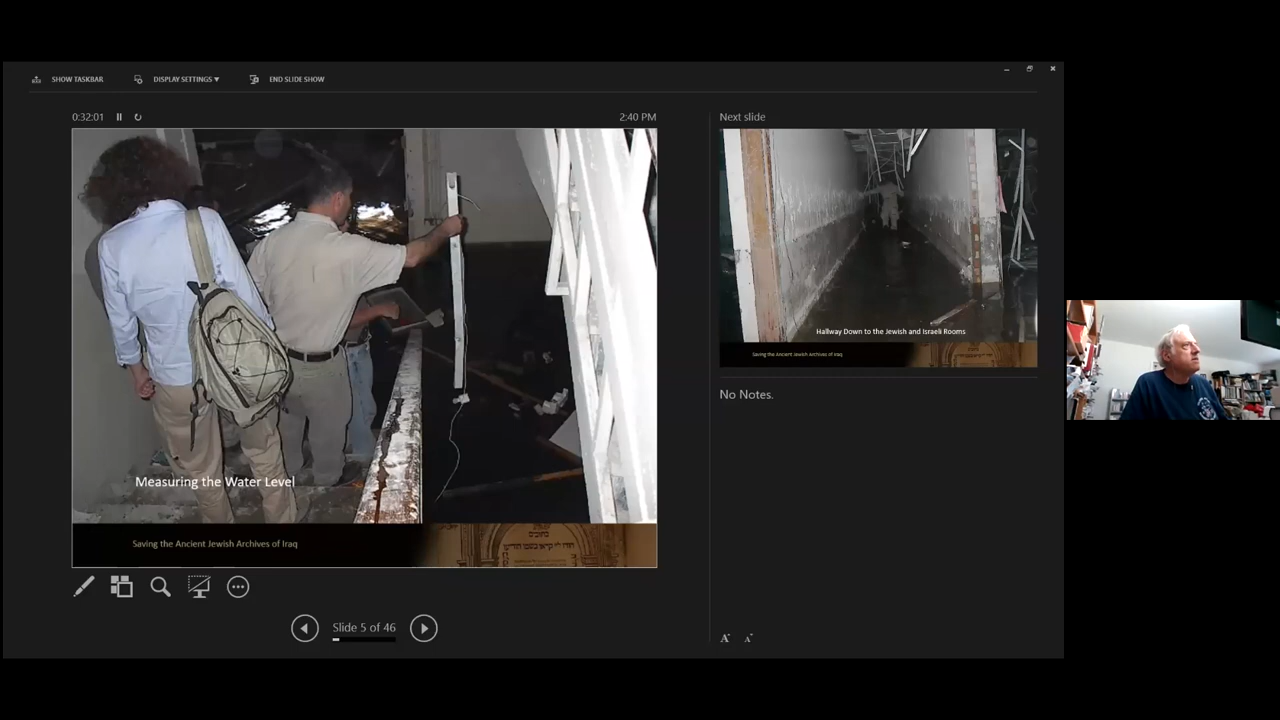 SHOW TASKBAR
DISPLAY SETTINGS ▾
END SLIDE SHOW
0:32:01
2:40 PM
Next slide
Measuring the Water Level
Saving the Ancient Jewish Archives of Iraq
Hallway Down to the Jewish and Israeli Rooms
Saving the Ancient Jewish Archives of Iraq
No Notes.
Slide 5 of 46